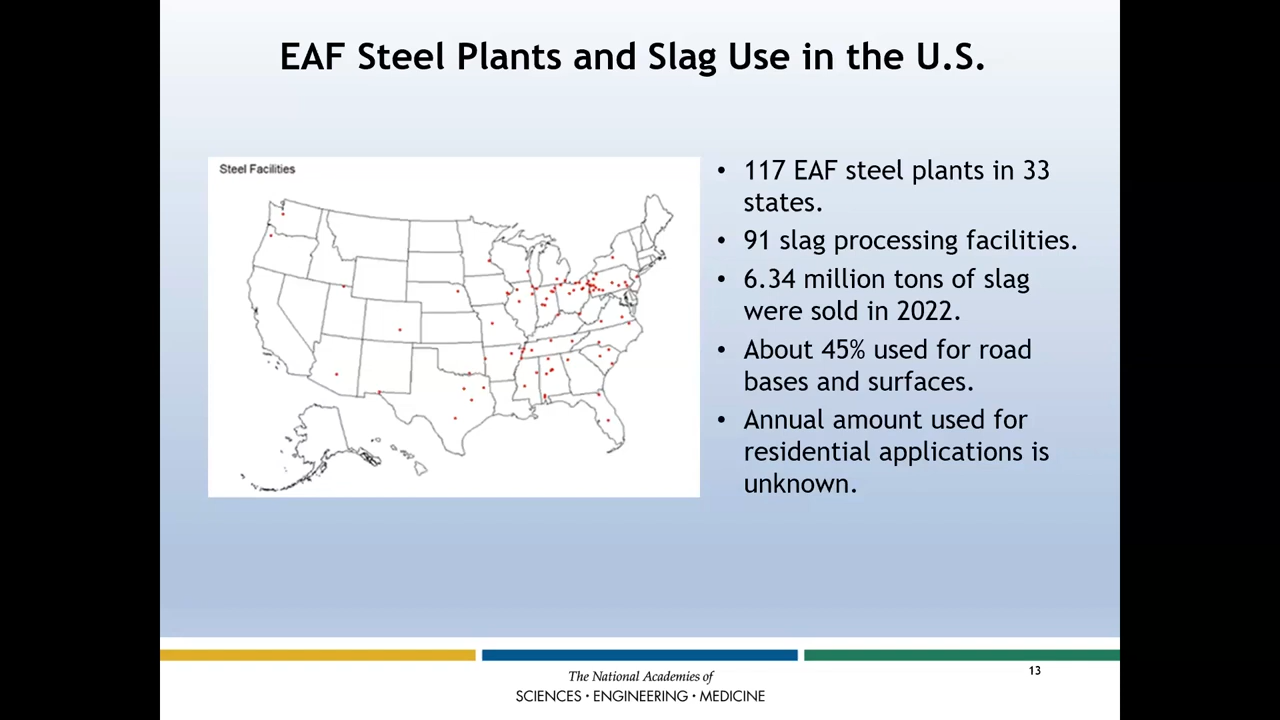 EAF Steel Plants and Slag Use in the U.S.
Steel Facilities
• 117 EAF steel plants in 33
states.
• 91 slag processing facilities.
• 6.34 million tons of slag
were sold in 2022.
• About 45% used for road
bases and surfaces.
• Annual amount used for
residential applications is
unknown.
13
The National Academies of
SCIENCES · ENGINEERING · MEDICINE